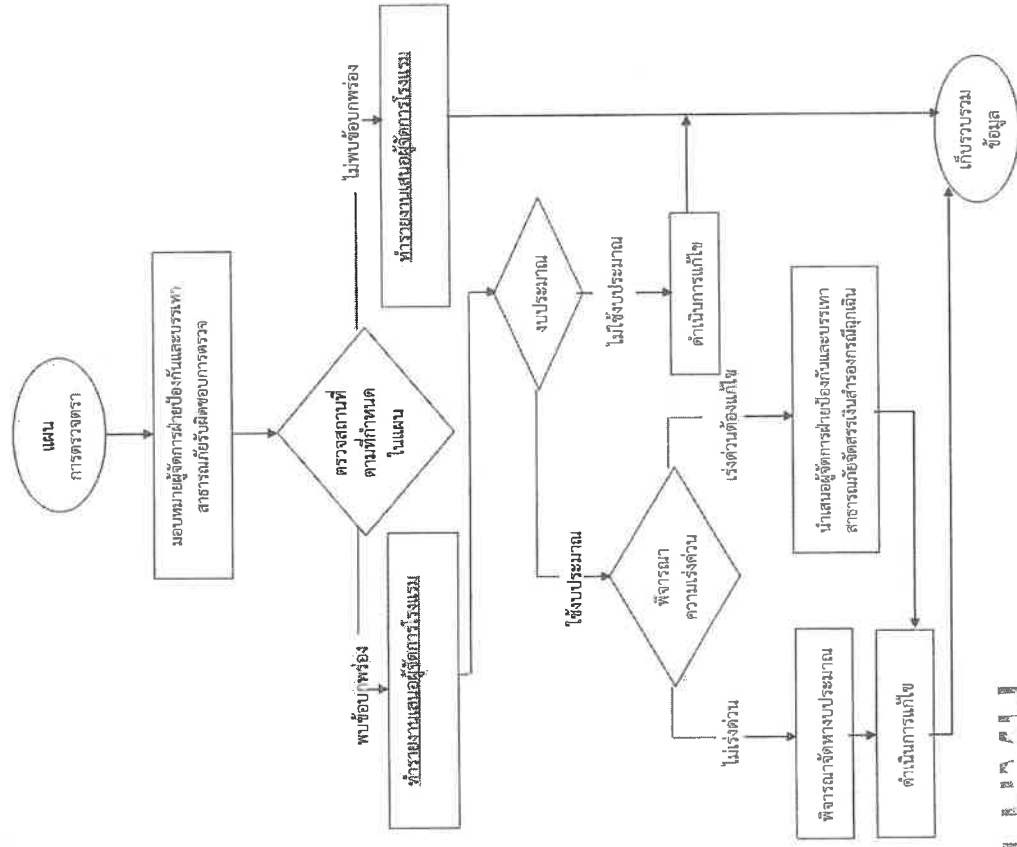 แผน
การตรวจตรา
มอบหมายผู้จัดการฝ่ายป้องกันและบรรเทา
สาธารณภัยรับผิดชอบการตรวจ
ตรวจสถานที่
ตามที่กำหนด
ในแผน
พบข้อบกพร่อง
ไม่พบข้อบกพร่อง
ทำรายงานเสนอผู้จัดการโรงแรม
ทำรายงานเสนอผู้จัดการโรงแรม
งบประมาณ
ใช้งบประมาณ
ไม่ใช้งบประมาณ
พิจารณา
ความเร่งด่วน
ดำเนินการแก้ไข
ไม่เร่งด่วน
เร่งด่วนต้องแก้ไข
พิจารณาจัดหางบประมาณ
นำเสนอผู้จัดการฝ่ายป้องกันและบรรเทา
สาธารณภัยจัดสรรเงินสำรองกรณีฉุกเฉิน
ดำเนินการแก้ไข
เก็บรวบรวม
ข้อมูล